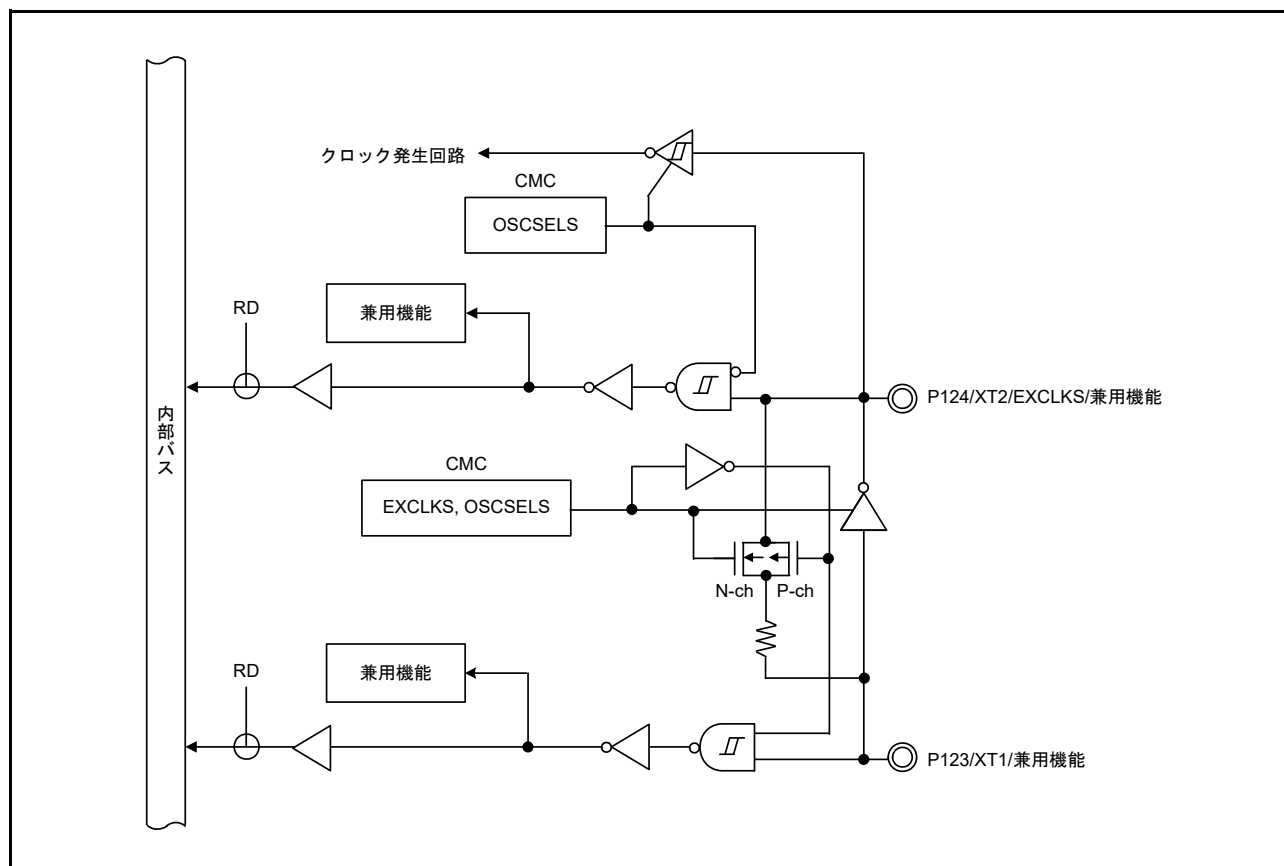 クロック発生回路
CMC
OSCSELS
RD
兼用機能
P124/XT2/EXCLKS/兼用機能
内部バス
CMC
EXCLKS, OSCSELS
N-ch
P-ch
RD
兼用機能
P123/XT1/兼用機能